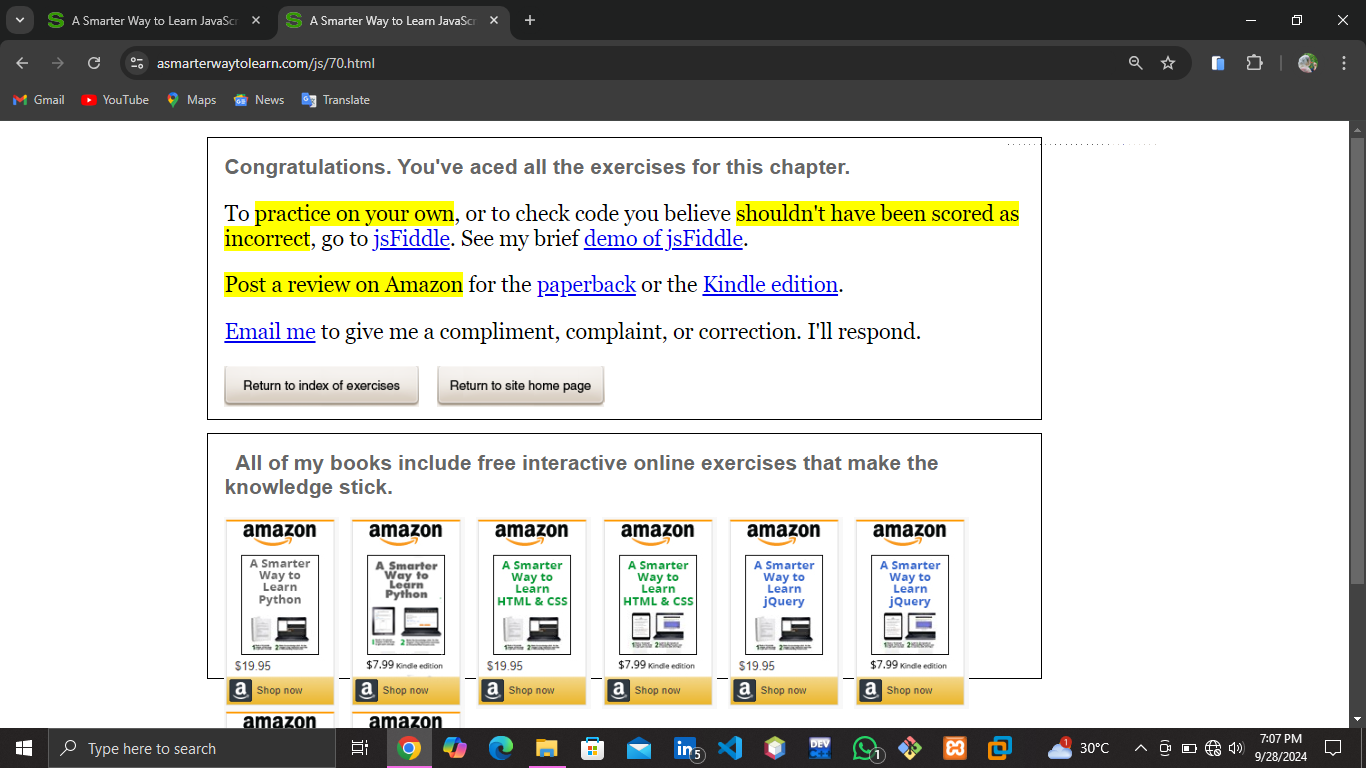 A Smarter Way to Learn JavaSc
A Smarter Way to Learn JavaSc
asmarterwaytolearn.com/js/70.html
Gmail
YouTube
Maps
News
Translate
Congratulations. You've aced all the exercises for this chapter.
To practice on your own, or to check code you believe shouldn't have been scored as
incorrect, go to jsFiddle. See my brief demo of jsFiddle.
Post a review on Amazon for the paperback or the Kindle edition.
Email me to give me a compliment, complaint, or correction. I'll respond.
Return to index of exercises
Return to site home page
All of my books include free interactive online exercises that make the
knowledge stick.
amazon
A Smarter
Way to
Learn
Python
$19.95
Shop now
amazon
A Smarter
Way to
Learn
Python
$7.99 Kindle edition
Shop now
amazon
A Smarter
Way to
Learn
HTML & CSS
$19.95
Shop now
amazon
A Smarter
Way to
Learn
HTML & CSS
$7.99 Kindle edition
Shop now
amazon
A Smarter
Way to
Learn
jQuery
$19.95
Shop now
amazon
A Smarter
Way to
Learn
jQuery
$7.99 Kindle edition
Shop now
amazon
amazon
Type here to search
5
DEV
1
1
30°C
7:07 PM
9/28/2024